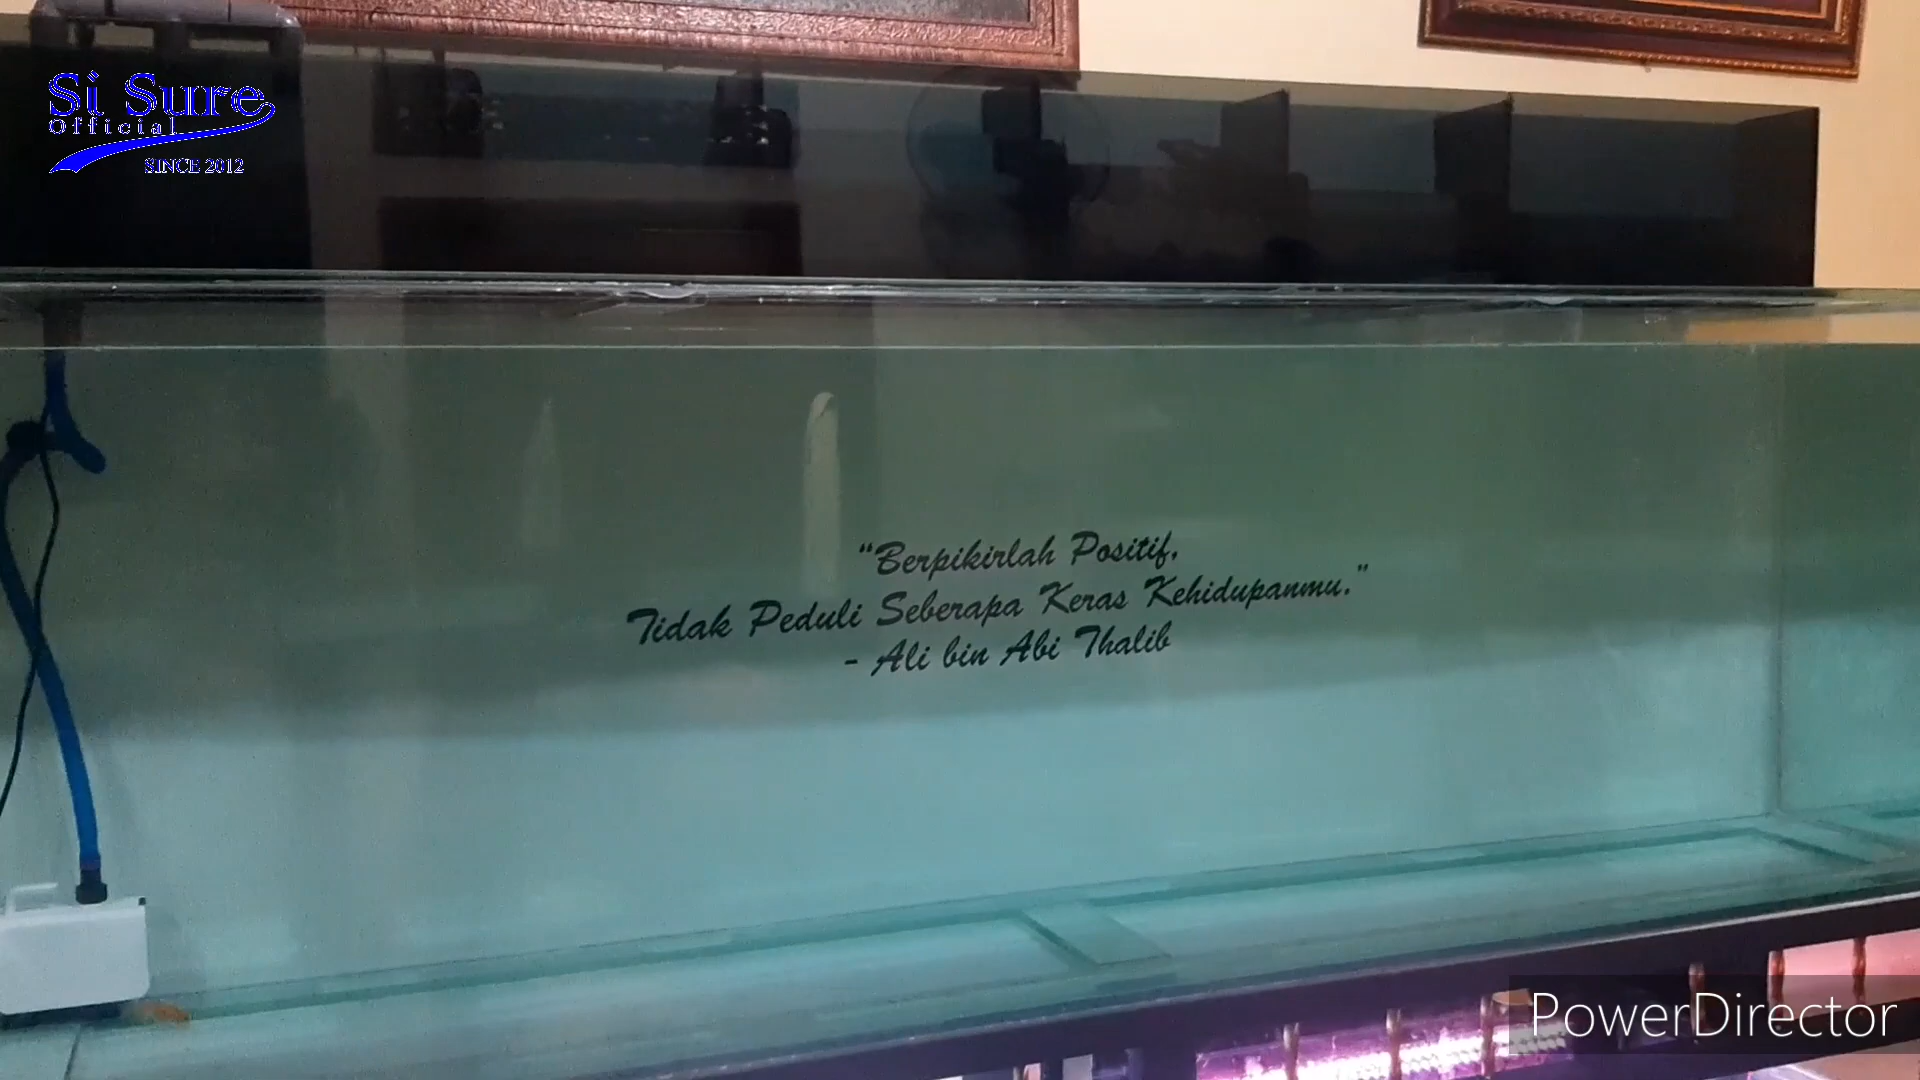 Si Sure
Official
SINCE 2012
"Berpikirlah Positif,
Tidak Peduli Seberapa Keras Kehidupanmu."
- Ali bin Abi Thalib
PowerDirector